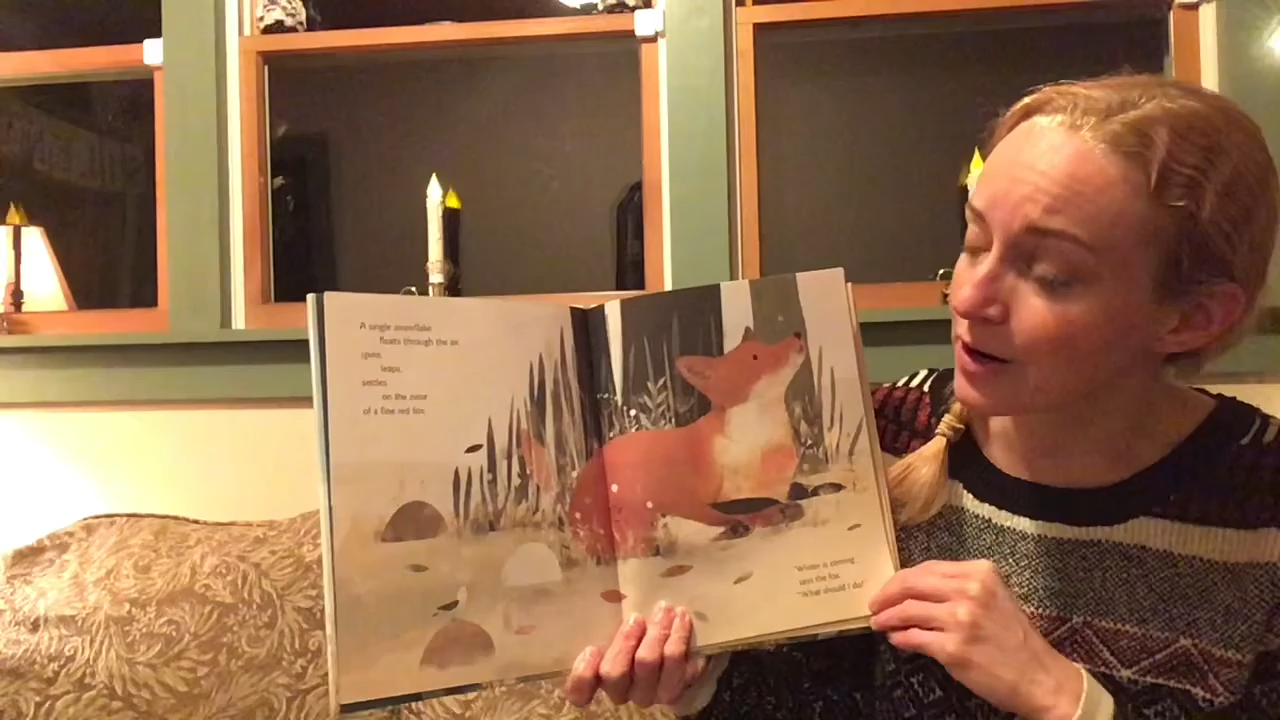 A single snowflake
floats through the air,
spins,
leaps,
settles
on the nose
of a fine red fox.
"Winter is coming,"
says the fox.
"What should I do?"